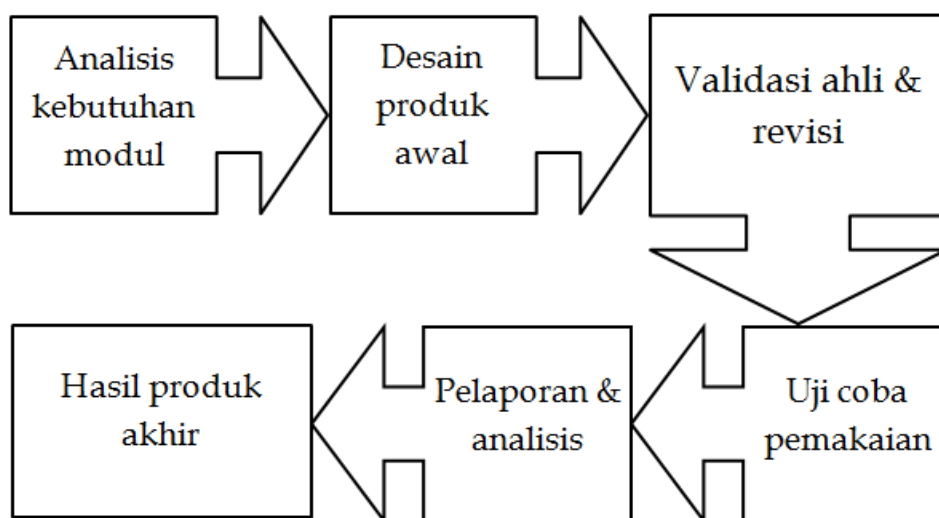 Analisis
kebutuhan
modul
Desain
produk
awal
Validasi ahli &
revisi
Uji coba
pemakaian
Pelaporan &
analisis
Hasil produk
akhir